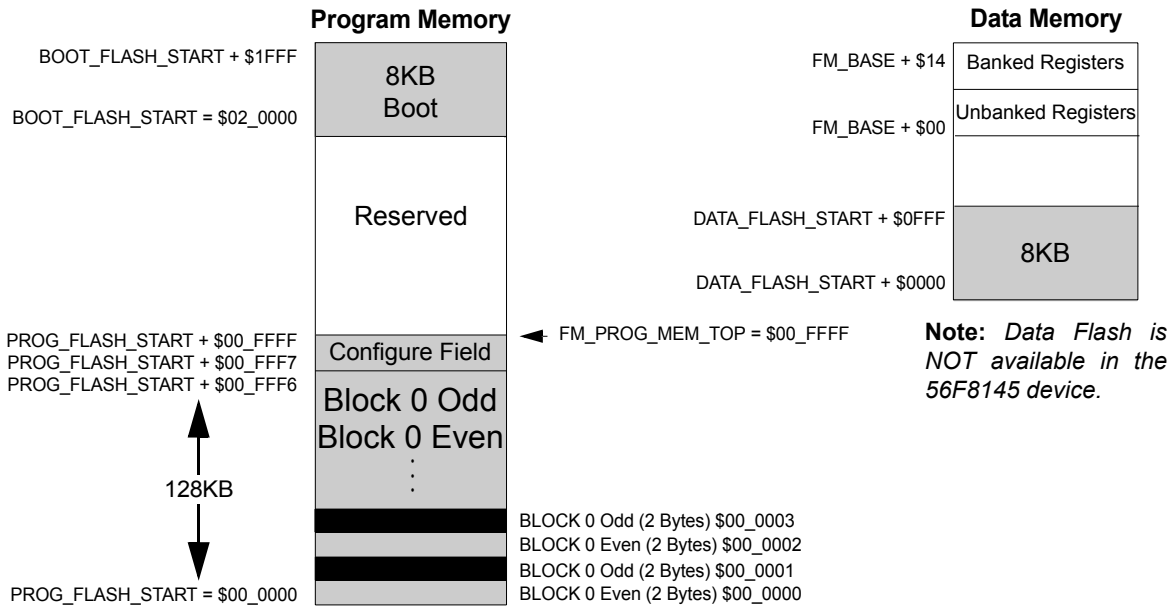 Program Memory
BOOT_FLASH_START + $1FFF
8KB
Boot
BOOT_FLASH_START = $02_0000
Reserved
PROG_FLASH_START + $00_FFFF
FM_PROG_MEM_TOP = $00_FFFF
Configure Field
PROG_FLASH_START + $00_FFF7
PROG_FLASH_START + $00_FFF6
Block 0 Odd
Block 0 Even
128KB
BLOCK 0 Odd (2 Bytes) $00_0003
BLOCK 0 Even (2 Bytes) $00_0002
BLOCK 0 Odd (2 Bytes) $00_0001
PROG_FLASH_START = $00_0000
BLOCK 0 Even (2 Bytes) $00_0000
Data Memory
FM_BASE + $14
Banked Registers
Unbanked Registers
FM_BASE + $00
DATA_FLASH_START + $0FFF
8KB
DATA_FLASH_START + $0000
Note: Data Flash is
NOT available in the
56F8145 device.